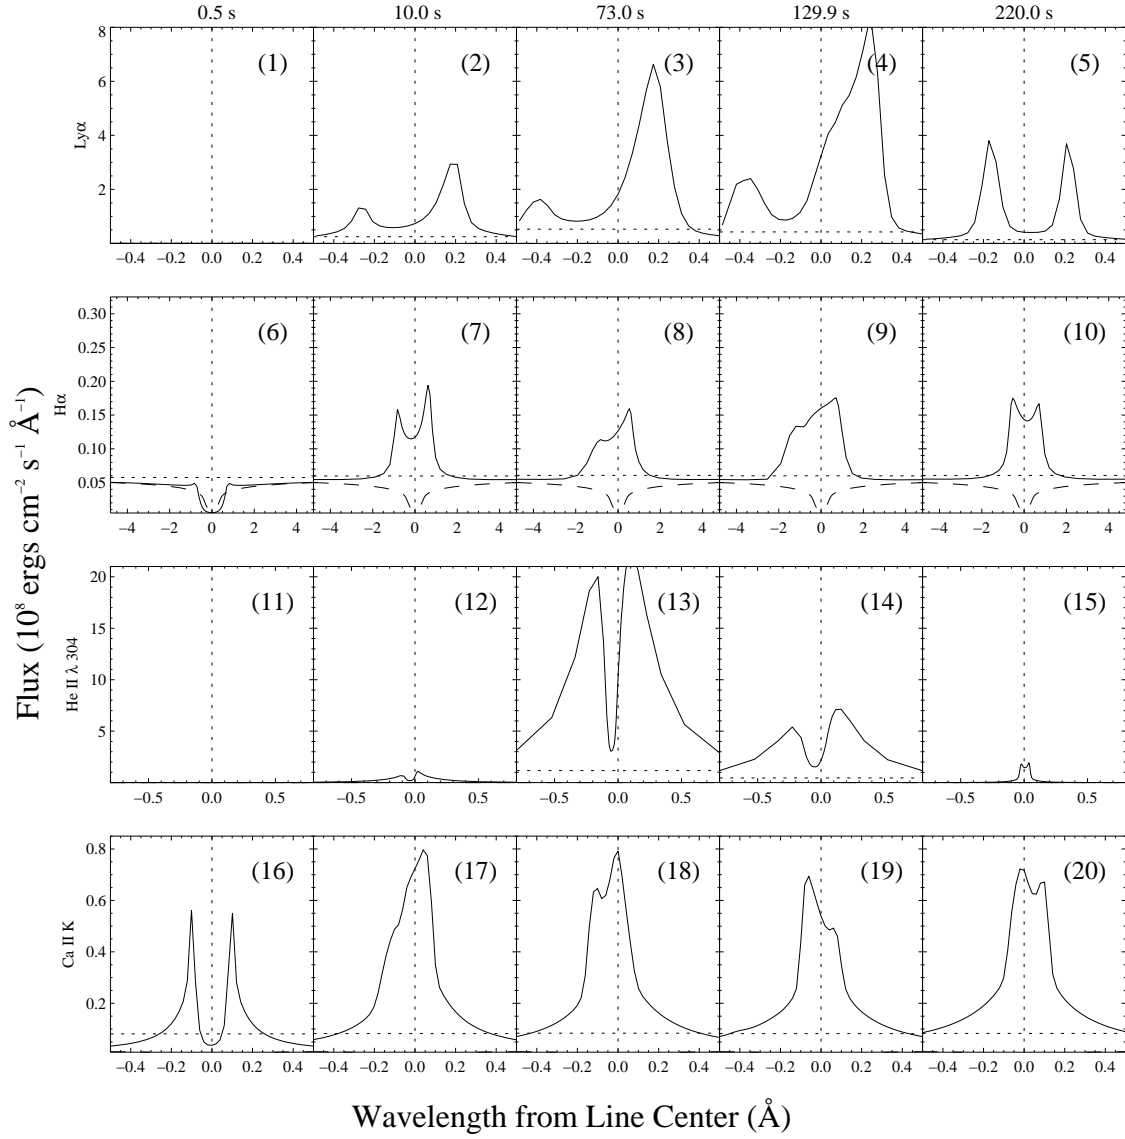 0.5 s 10.0 s 73.0 s 129.9 s 220.0 s
Flux (10⁸ ergs cm⁻² s⁻¹ Å⁻¹)
Lyα
8
6
4
2
(1) (2) (3) (4) (5)
−0.4 −0.2 0.0 0.2 0.4 −0.4 −0.2 0.0 0.2 0.4 −0.4 −0.2 0.0 0.2 0.4 −0.4 −0.2 0.0 0.2 0.4 −0.4 −0.2 0.0 0.2 0.4
Hα
0.30
0.25
0.20
0.15
0.10
0.05
(6) (7) (8) (9) (10)
−4 −2 0 2 4 −4 −2 0 2 4 −4 −2 0 2 4 −4 −2 0 2 4 −4 −2 0 2 4
He II λ 304
20
15
10
5
(11) (12) (13) (14) (15)
−0.5 0.0 0.5 −0.5 0.0 0.5 −0.5 0.0 0.5 −0.5 0.0 0.5 −0.5 0.0 0.5
Ca II K
0.8
0.6
0.4
0.2
(16) (17) (18) (19) (20)
−0.4 −0.2 0.0 0.2 0.4 −0.4 −0.2 0.0 0.2 0.4 −0.4 −0.2 0.0 0.2 0.4 −0.4 −0.2 0.0 0.2 0.4 −0.4 −0.2 0.0 0.2 0.4
Wavelength from Line Center (Å)